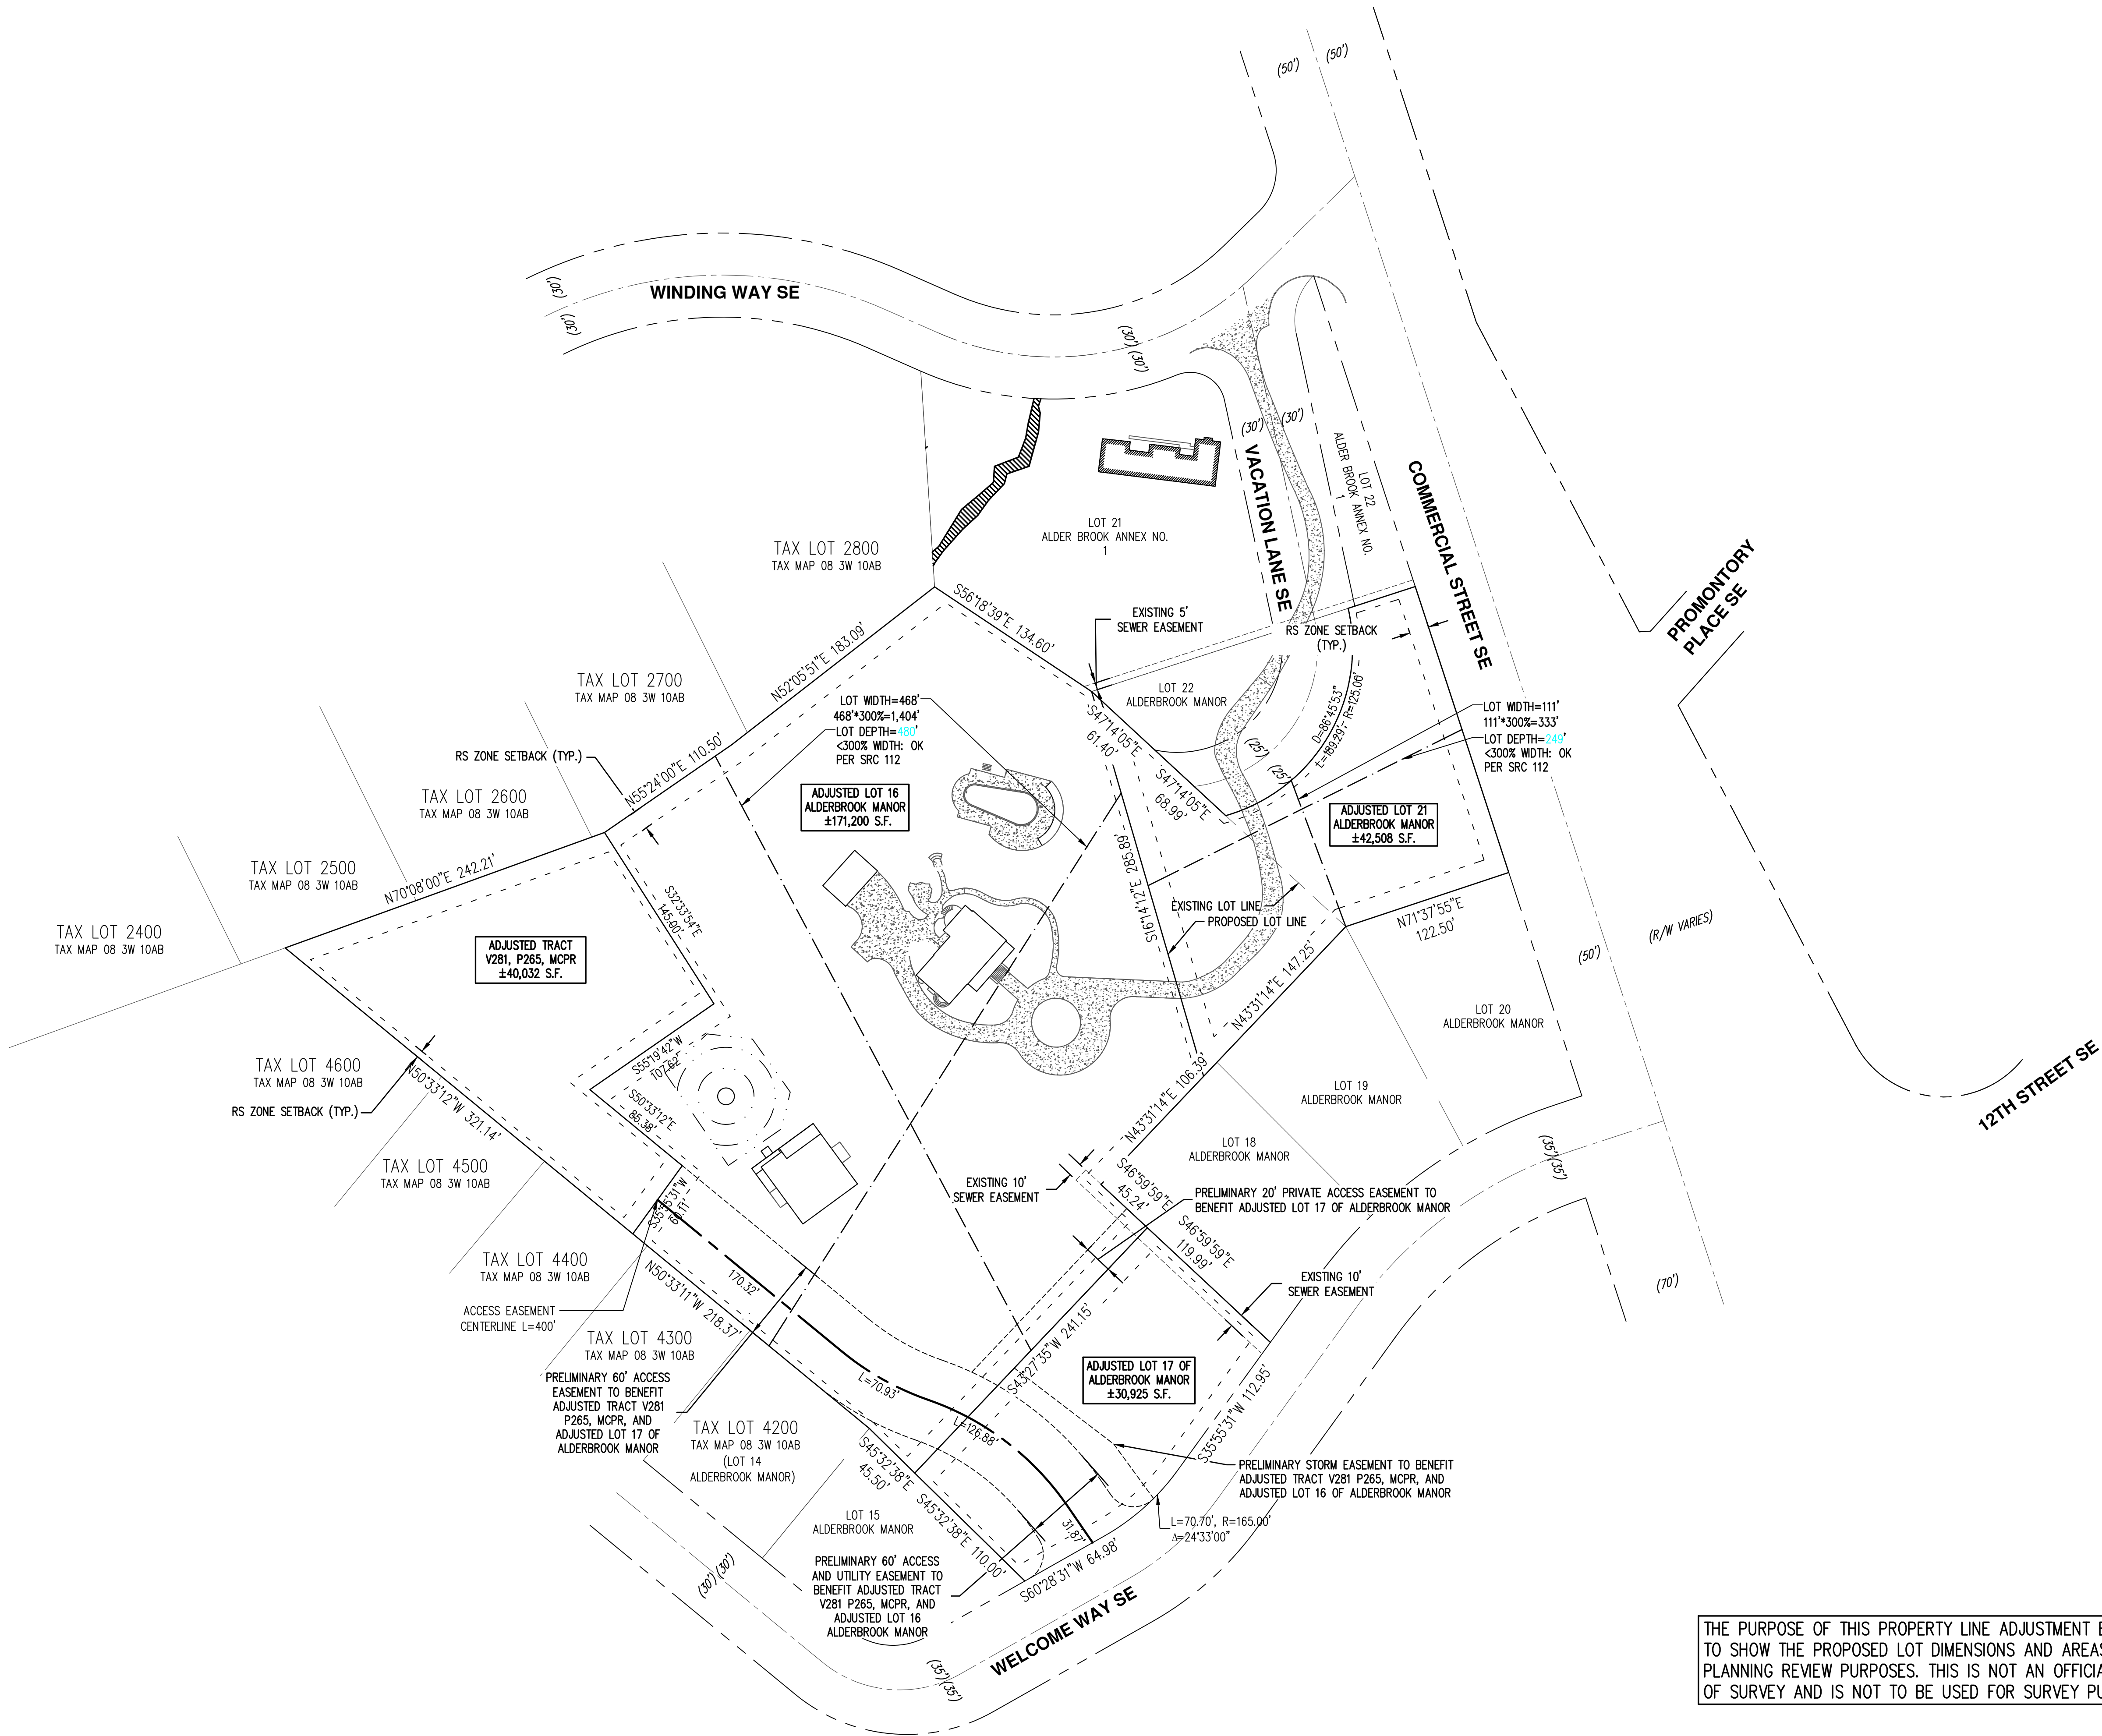 (50') (50')
WINDING WAY SE
(30')
(30')
(30') (30')
(30') (30')
VACATION LANE SE
LOT 22
ALDER BROOK ANNEX NO.
1
COMMERCIAL STREET SE
PROMONTORY
PLACE SE
12TH STREET SE
(R/W VARIES)
(50')
(70')
(35') (35')
LOT 21
ALDER BROOK ANNEX NO.
1
TAX LOT 2800
TAX MAP 08 3W 10AB
TAX LOT 2700
TAX MAP 08 3W 10AB
TAX LOT 2600
TAX MAP 08 3W 10AB
TAX LOT 2500
TAX MAP 08 3W 10AB
TAX LOT 2400
TAX MAP 08 3W 10AB
S56°18'39"E 134.60'
N52°05'51"E 183.09'
N55°24'00"E 110.50'
N70°08'00"E 242.21'
RS ZONE SETBACK (TYP.)
EXISTING 5'
SEWER EASEMENT
RS ZONE SETBACK
(TYP.)
LOT 22
ALDERBROOK MANOR
LOT WIDTH=468'
468'*300%=1,404'
LOT DEPTH=480'
<300% WIDTH: OK
PER SRC 112
ADJUSTED LOT 16
ALDERBROOK MANOR
±171,200 S.F.
S47°14'05"E
61.40'
S47°14'05"E
68.99'
(25')
(25')
D=86°45'53"
L=189.29', R=125.06'
LOT WIDTH=111'
111'*300%=333'
LOT DEPTH=249'
<300% WIDTH: OK
PER SRC 112
ADJUSTED LOT 21
ALDERBROOK MANOR
±42,508 S.F.
S16°14'12"E 285.89'
EXISTING LOT LINE
PROPOSED LOT LINE
N71°37'55"E
122.50'
N43°31'14"E 147.25'
N43°31'14"E 106.39'
LOT 20
ALDERBROOK MANOR
LOT 19
ALDERBROOK MANOR
LOT 18
ALDERBROOK MANOR
ADJUSTED TRACT
V281, P265, MCPR
±40,032 S.F.
S32°33'54"E
145.00'
S55°19'42"W
107.62'
S50°33'12"E
85.38'
S35°45'31"W
60.11'
N50°33'12"W 321.14'
TAX LOT 4600
TAX MAP 08 3W 10AB
RS ZONE SETBACK (TYP.)
TAX LOT 4500
TAX MAP 08 3W 10AB
TAX LOT 4400
TAX MAP 08 3W 10AB
ACCESS EASEMENT
CENTERLINE L=400'
TAX LOT 4300
TAX MAP 08 3W 10AB
N50°33'11"W 218.37'
170.32'
L=70.93'
L=126.88'
31.87'
PRELIMINARY 60' ACCESS
EASEMENT TO BENEFIT
ADJUSTED TRACT V281
P265, MCPR, AND
ADJUSTED LOT 17 OF
ALDERBROOK MANOR
TAX LOT 4200
TAX MAP 08 3W 10AB
(LOT 14
ALDERBROOK MANOR)
LOT 15
ALDERBROOK MANOR
S45°32'38"E
45.50'
S45°32'38"E 110.00'
PRELIMINARY 60' ACCESS
AND UTILITY EASEMENT TO
BENEFIT ADJUSTED TRACT
V281 P265, MCPR, AND
ADJUSTED LOT 16
ALDERBROOK MANOR
EXISTING 10'
SEWER EASEMENT
S46°59'59"E
45.24'
PRELIMINARY 20' PRIVATE ACCESS EASEMENT TO
BENEFIT ADJUSTED LOT 17 OF ALDERBROOK MANOR
S46°59'59"E
119.99'
EXISTING 10'
SEWER EASEMENT
S43°27'35"W 241.15'
ADJUSTED LOT 17 OF
ALDERBROOK MANOR
±30,925 S.F.
S35°55'31"W 112.95'
PRELIMINARY STORM EASEMENT TO BENEFIT
ADJUSTED TRACT V281 P265, MCPR, AND
ADJUSTED LOT 16 OF ALDERBROOK MANOR
L=70.70', R=165.00'
Δ=24°33'00"
S60°28'31"W 64.98'
WELCOME WAY SE
(30') (30')
(35') (35')
THE PURPOSE OF THIS PROPERTY LINE ADJUSTMENT
TO SHOW THE PROPOSED LOT DIMENSIONS AND AREAS
PLANNING REVIEW PURPOSES. THIS IS NOT AN OFFICIA
OF SURVEY AND IS NOT TO BE USED FOR SURVEY PU